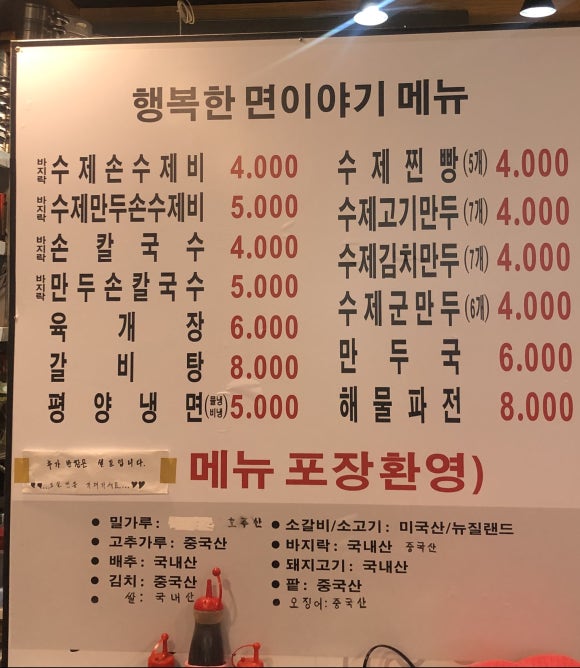 행복한 면이야기 메뉴
바지락 수제손수제비 4.000
바지락 수제만두손수제비 5.000
바지락 손칼국수 4.000
바지락 만두손칼국수 5.000
육개장 6.000
갈비탕 8.000
평양냉면(물냉 비냉) 5.000
수제찐빵(5개) 4.000
수제고기만두(7개) 4.000
수제김치만두(7개) 4.000
수제군만두(6개) 4.000
만두국 6.000
해물파전 8.000
추가 반찬은 셀프입니다.
메뉴 포장환영)
• 밀가루: 호주산
• 고추가루: 중국산
• 배추: 국내산
• 김치: 중국산
• 쌀: 국내산
• 소갈비/소고기: 미국산/뉴질랜드
• 바지락: 국내산 중국산
• 돼지고기: 국내산
• 팥: 중국산
• 오징어: 중국산